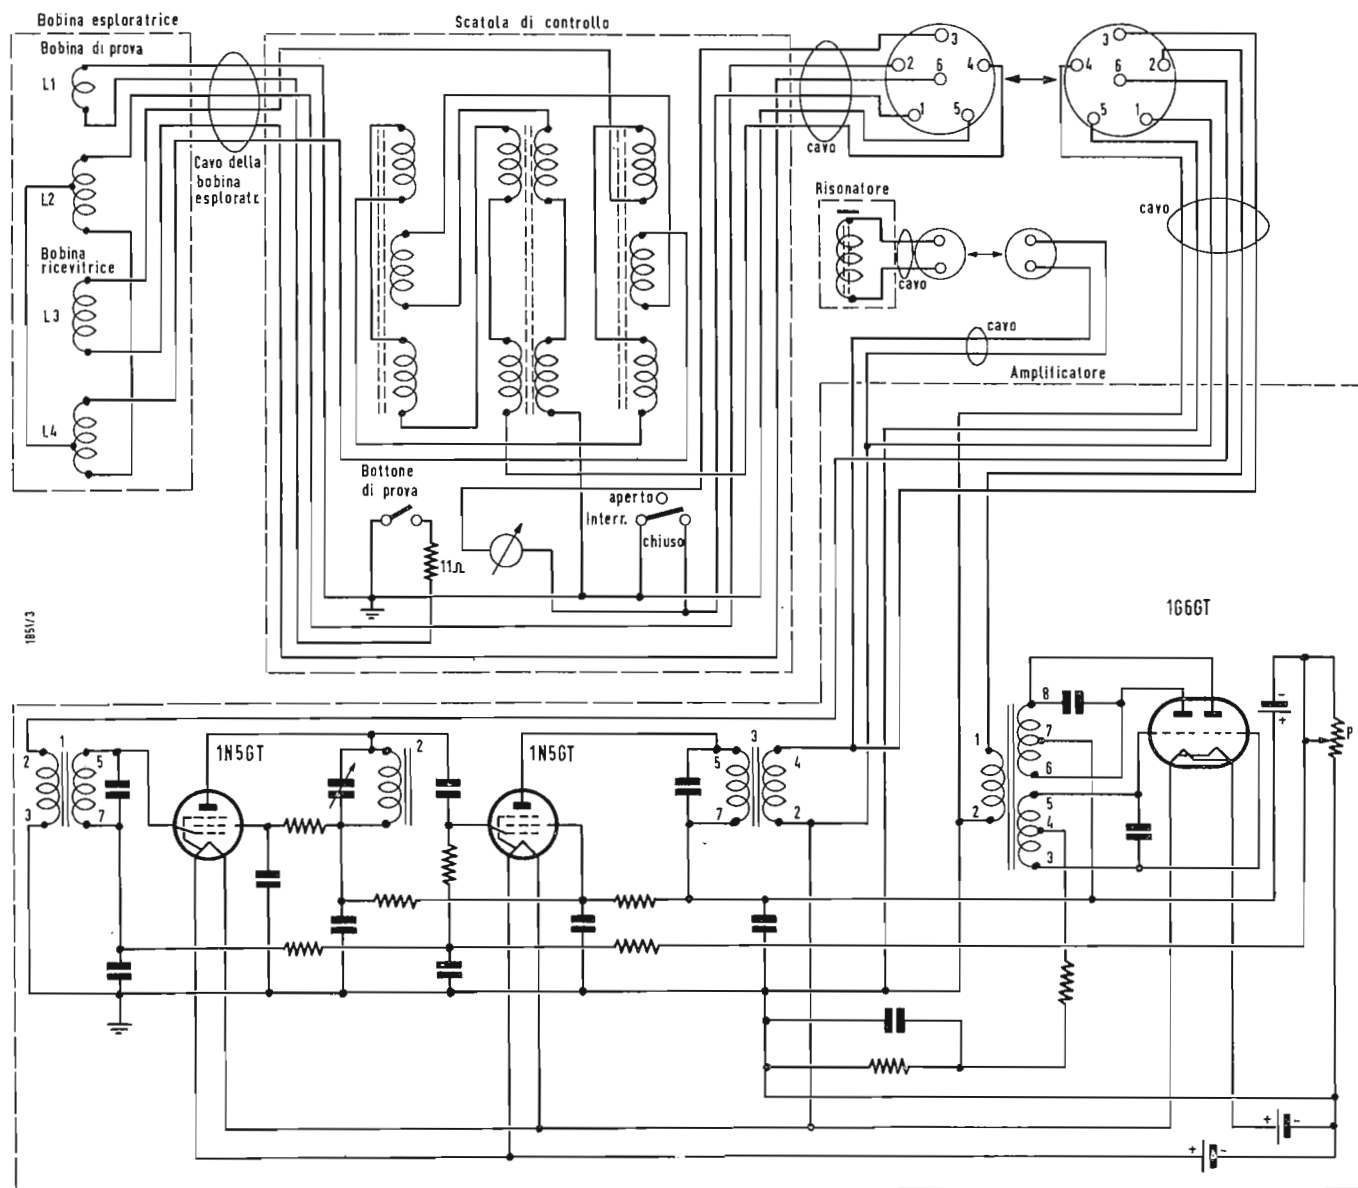 Bobina esploratrice
Bobina di prova
L1
L2
Bobina
ricevitrice
L3
L4
Cavo della
bobina
esploratr.
Scatola di controllo
Bottone
di prova
11Ω
aperto
Interr.
chiuso
cavo
3
2
6
4
1
5
3
4
6
2
5
1
cavo
Risonatore
cavo
cavo
Amplificatore
1851/3
1G6GT
1
2
5
3
7
1N5GT
2
1N5GT
3
5
4
7
2
1
2
8
7
6
5
4
3
-
+
P
+ -
+ -